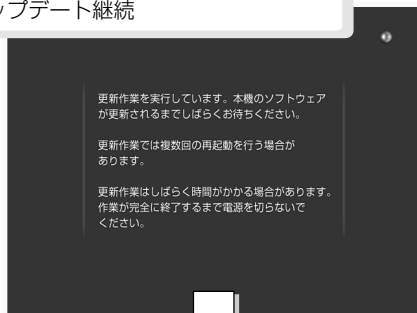 ップデート継続
更新作業を実行しています。本機のソフトウェア
が更新されるまでしばらくお待ちください。
更新作業では複数回の再起動を行う場合が
あります。
更新作業はしばらく時間がかかる場合があります。
作業が完全に終了するまで電源を切らないで
ください。